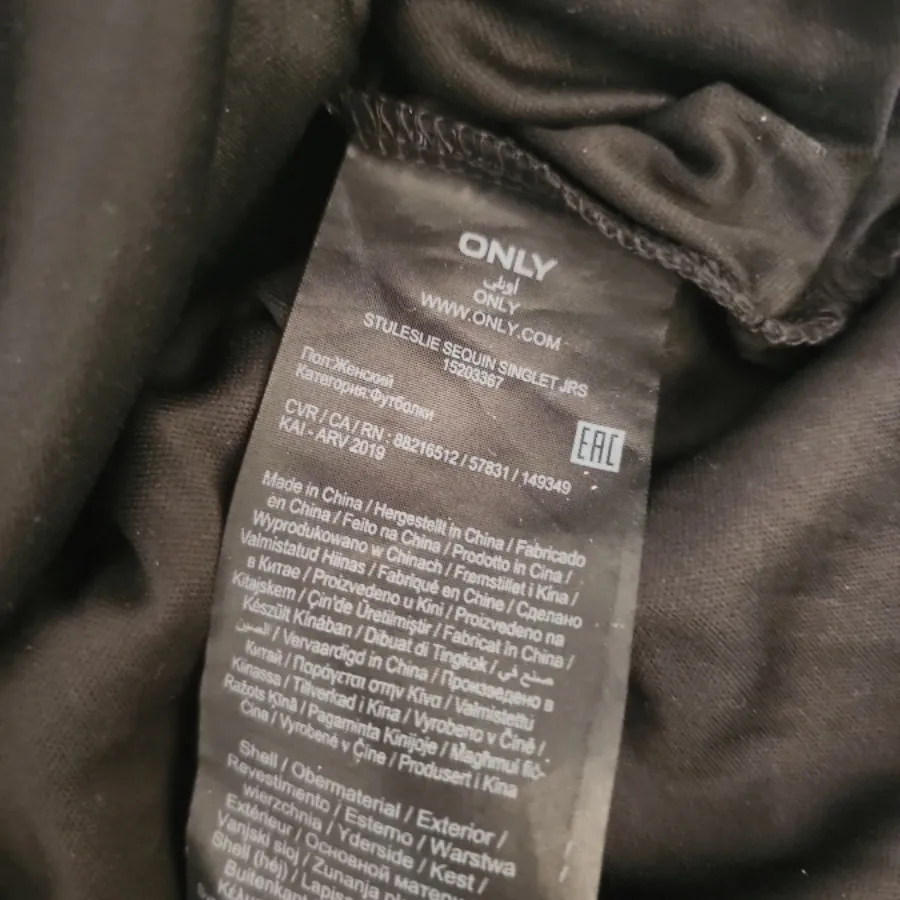 ONLY
أونلي
ONLY
WWW.ONLY.COM
STULESLIE SEQUIN SINGLET JRS
15203367
Пол:Женский
Категория:Футболки
EAC
CVR / CA / RN : 88216512 / 57831 / 149349
KAI - ARV 2019
Made in China / Hergestellt in China / Fabricado
en China / Feito na China / Prodotto in Cina /
Wyprodukowano w Chinach / Fremstillet i Kina /
Valmistatud Hiinas / Fabriqué en Chine / Сделано
в Китае / Proizvedeno u Kini / Proizvedeno na
Kitajskem / Çin'de Üretilmiştir / Fabricat în China /
Készült Kínában / Dibuat di Tingkok / صنع في
الصين / Vervaardigd in China / Произведено в
Китай / Παράγεται στην Κίνα / Valmistettu
Kiinassa / Tillverkad i Kina / Vyrobeno v Číně /
Ražots Ķīnā / Pagaminta Kinijoje / Magħmul fiċ-
Ċina / Vyrobené v Číne / Produsert i Kina
Shell / Obermaterial / Exterior /
Revestimento / Esterno / Warstwa
wierzchnia / Yderside / Kest /
Extérieur / Основной
Vanjski sloj / Zunanja
Shell (hej) /